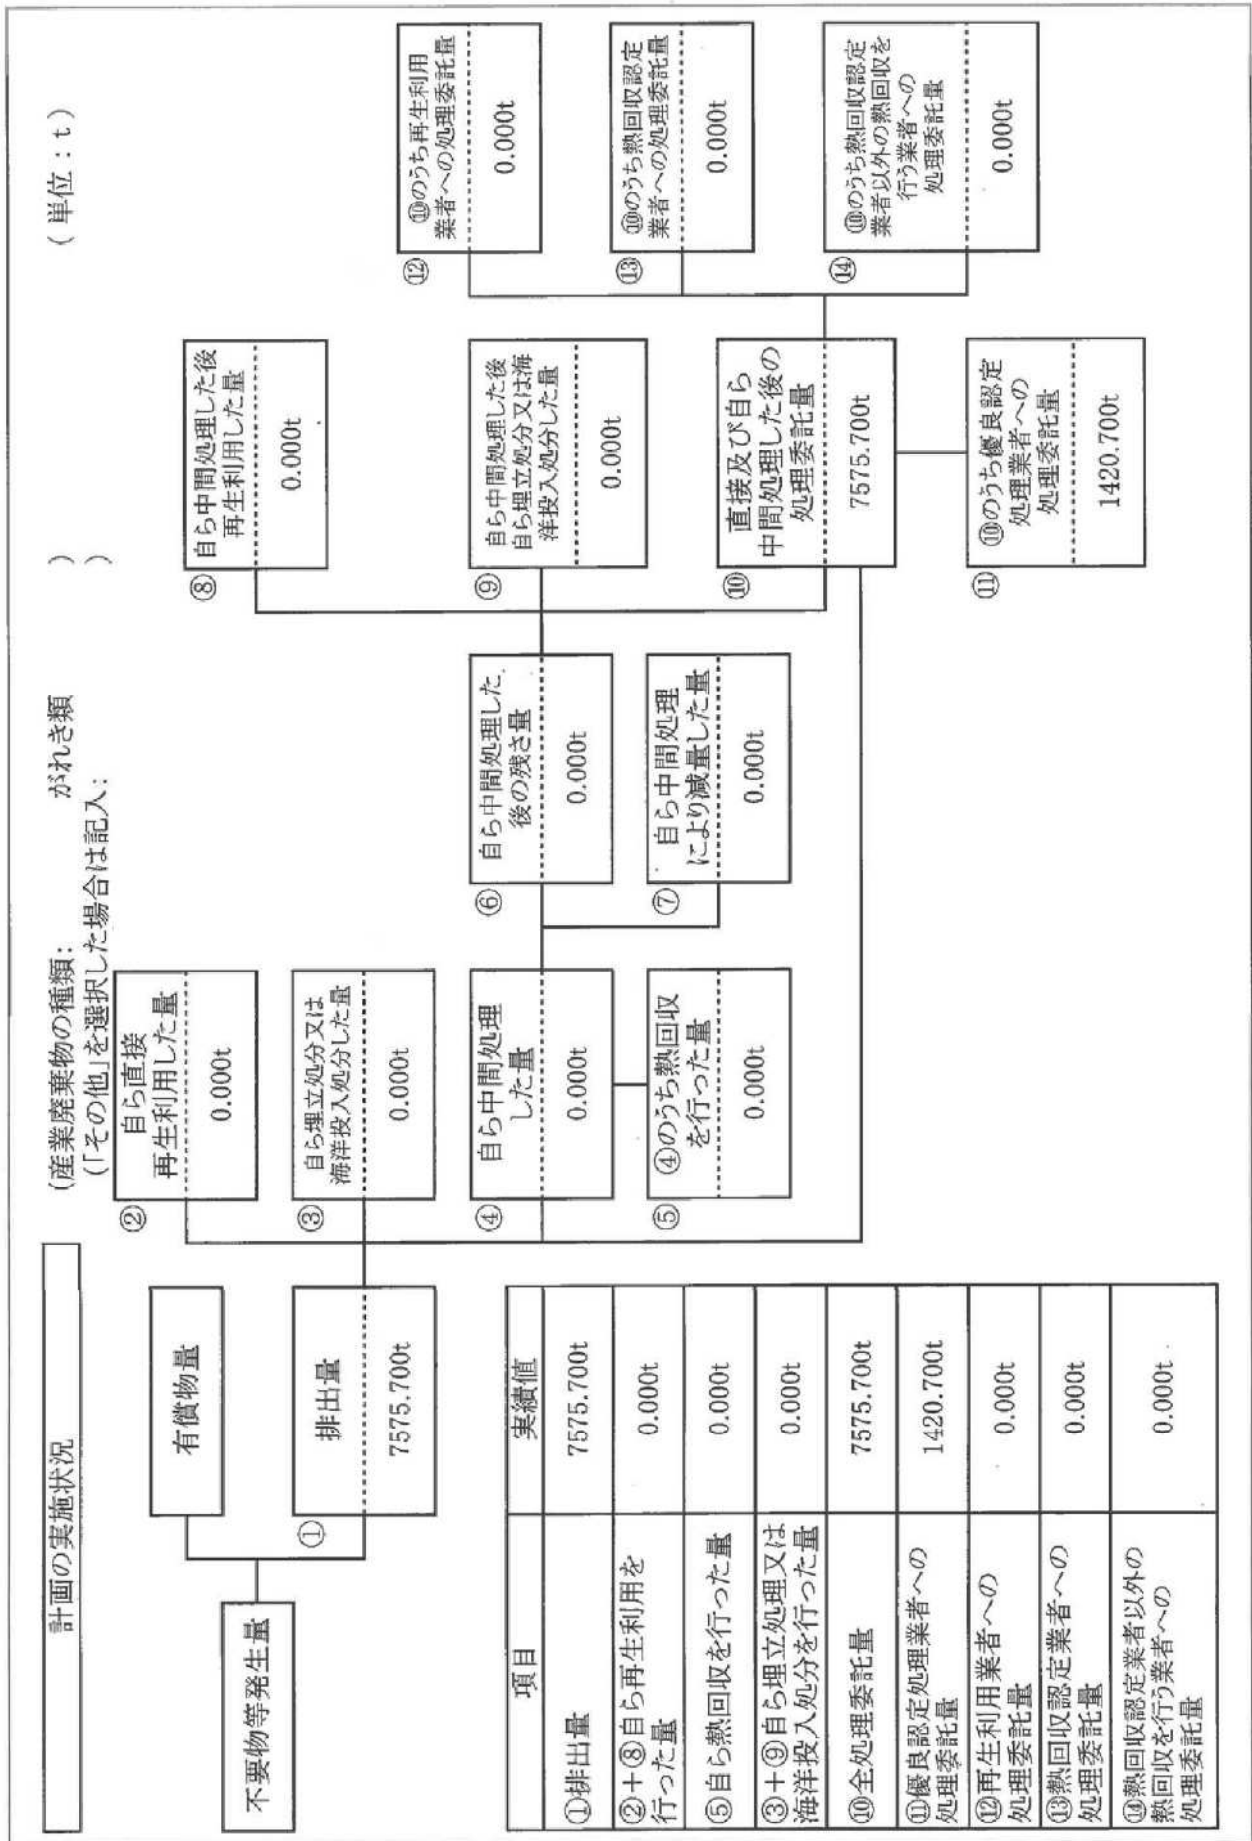 計画の実施状況
(産業廃棄物の種類： がれき類 )
(「その他」を選択した場合は記入： )
(単位：t)
不要物等発生量
有償物量
①
排出量
7575.700t
②
自ら直接
再生利用した量
0.000t
③
自ら埋立処分又は
海洋投入処分した量
0.000t
④
自ら中間処理
した量
0.000t
⑤
④のうち熱回収
を行った量
0.000t
⑥
自ら中間処理した
後の残さ量
0.000t
⑦
自ら中間処理
により減量した量
0.000t
⑧
自ら中間処理した後
再生利用した量
0.000t
⑨
自ら中間処理した後
自ら埋立処分又は海
洋投入処分した量
0.000t
⑩
直接及び自ら
中間処理した後の
処理委託量
7575.700t
⑪
⑩のうち優良認定
処理業者への
処理委託量
1420.700t
⑫
⑩のうち再生利用
業者への処理委託量
0.000t
⑬
⑩のうち熱回収認定
業者への処理委託量
0.000t
⑭
⑩のうち熱回収認定
業者以外の熱回収を
行う業者への
処理委託量
0.000t
項目 実績値
①排出量 7575.700t
②＋⑧自ら再生利用を
行った量 0.000t
⑤自ら熱回収を行った量 0.000t
③＋⑨自ら埋立処理又は
海洋投入処分を行った量 0.000t
⑩全処理委託量 7575.700t
⑪優良認定処理業者への
処理委託量 1420.700t
⑫再生利用業者への
処理委託量 0.000t
⑬熱回収認定業者への
処理委託量 0.000t
⑭熱回収認定業者以外の
熱回収を行う業者への
処理委託量 0.000t